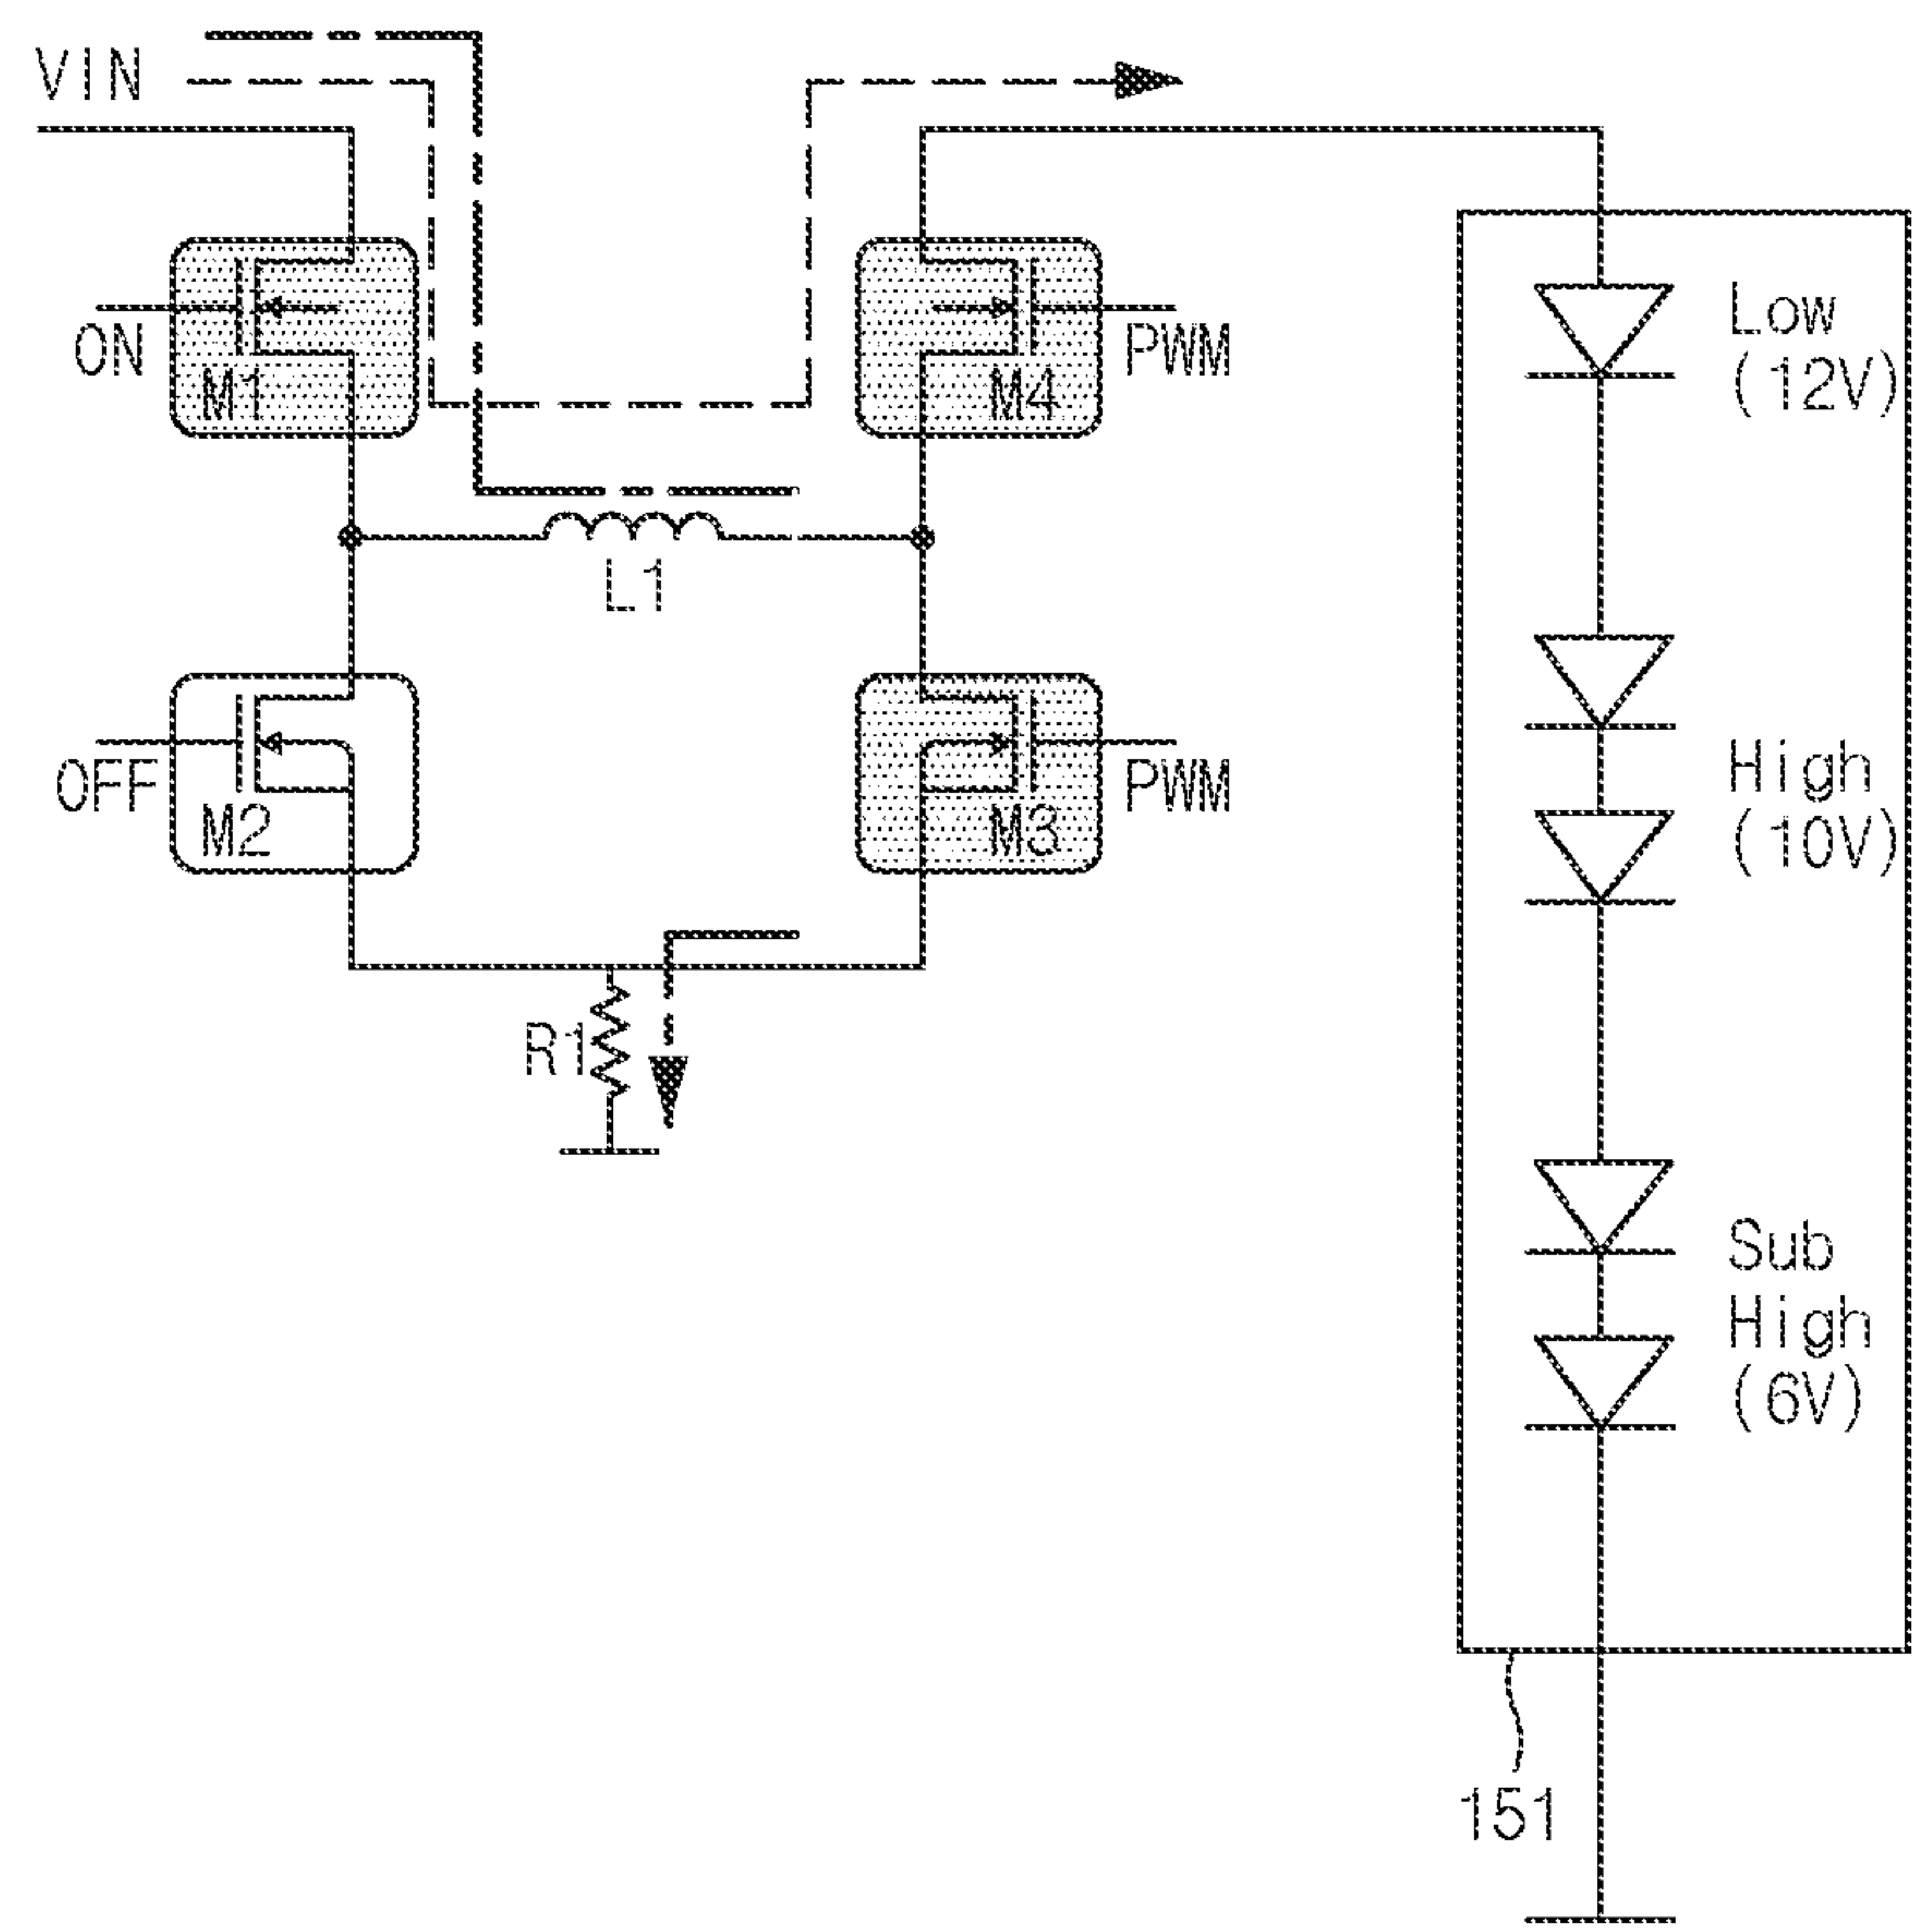 VIN
ON
M1
M4
PWM
Low
(12V)
L1
OFF
M2
M3
PWM
High
(10V)
R1
Sub
High
(6V)
151